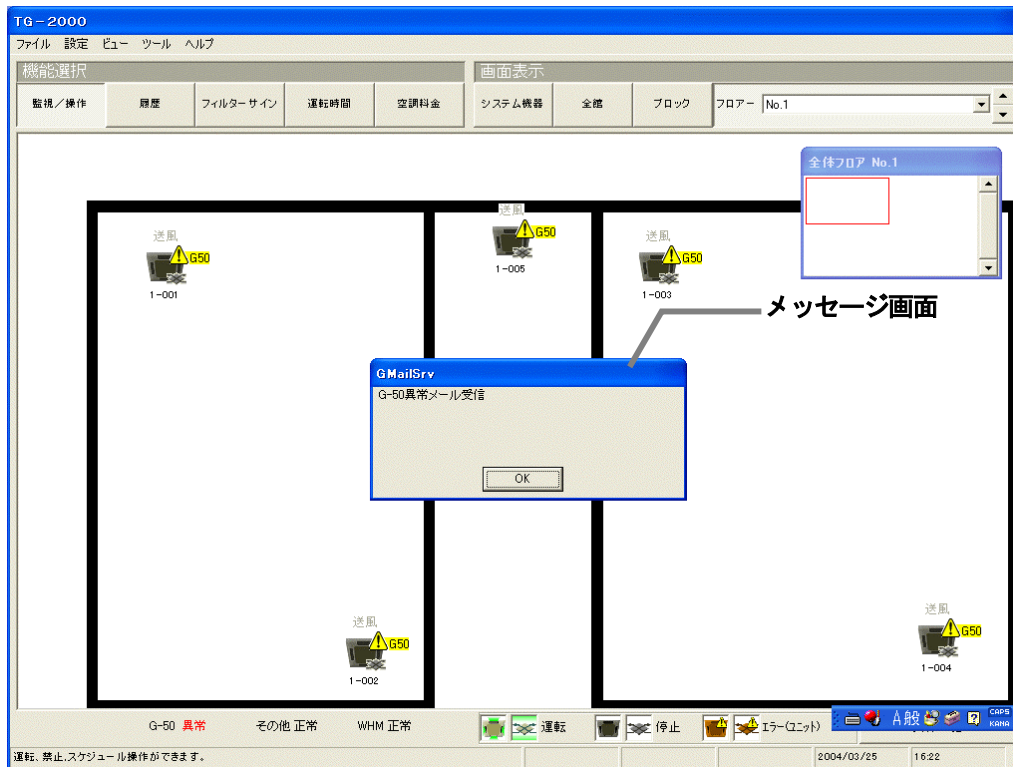 TG-2000
ファイル 設定 ビュー ツール ヘルプ
機能選択 画面表示
監視/操作 履歴 フィルターサイン 運転時間 空調料金 システム機器 全館 ブロック フロアー No.1
全体フロア No.1
送風
G50
1-005
送風
G50
1-001
送風
G50
1-003
メッセージ画面
GMailSrv
G-50異常メール受信
OK
送風
G50
1-002
送風
G50
1-004
G-50 異常 その他 正常 WHM 正常 運転 停止 エラー(ユニット)
A般 CAPS
KANA
運転、禁止、スケジュール操作ができます。 2004/03/25 16:22